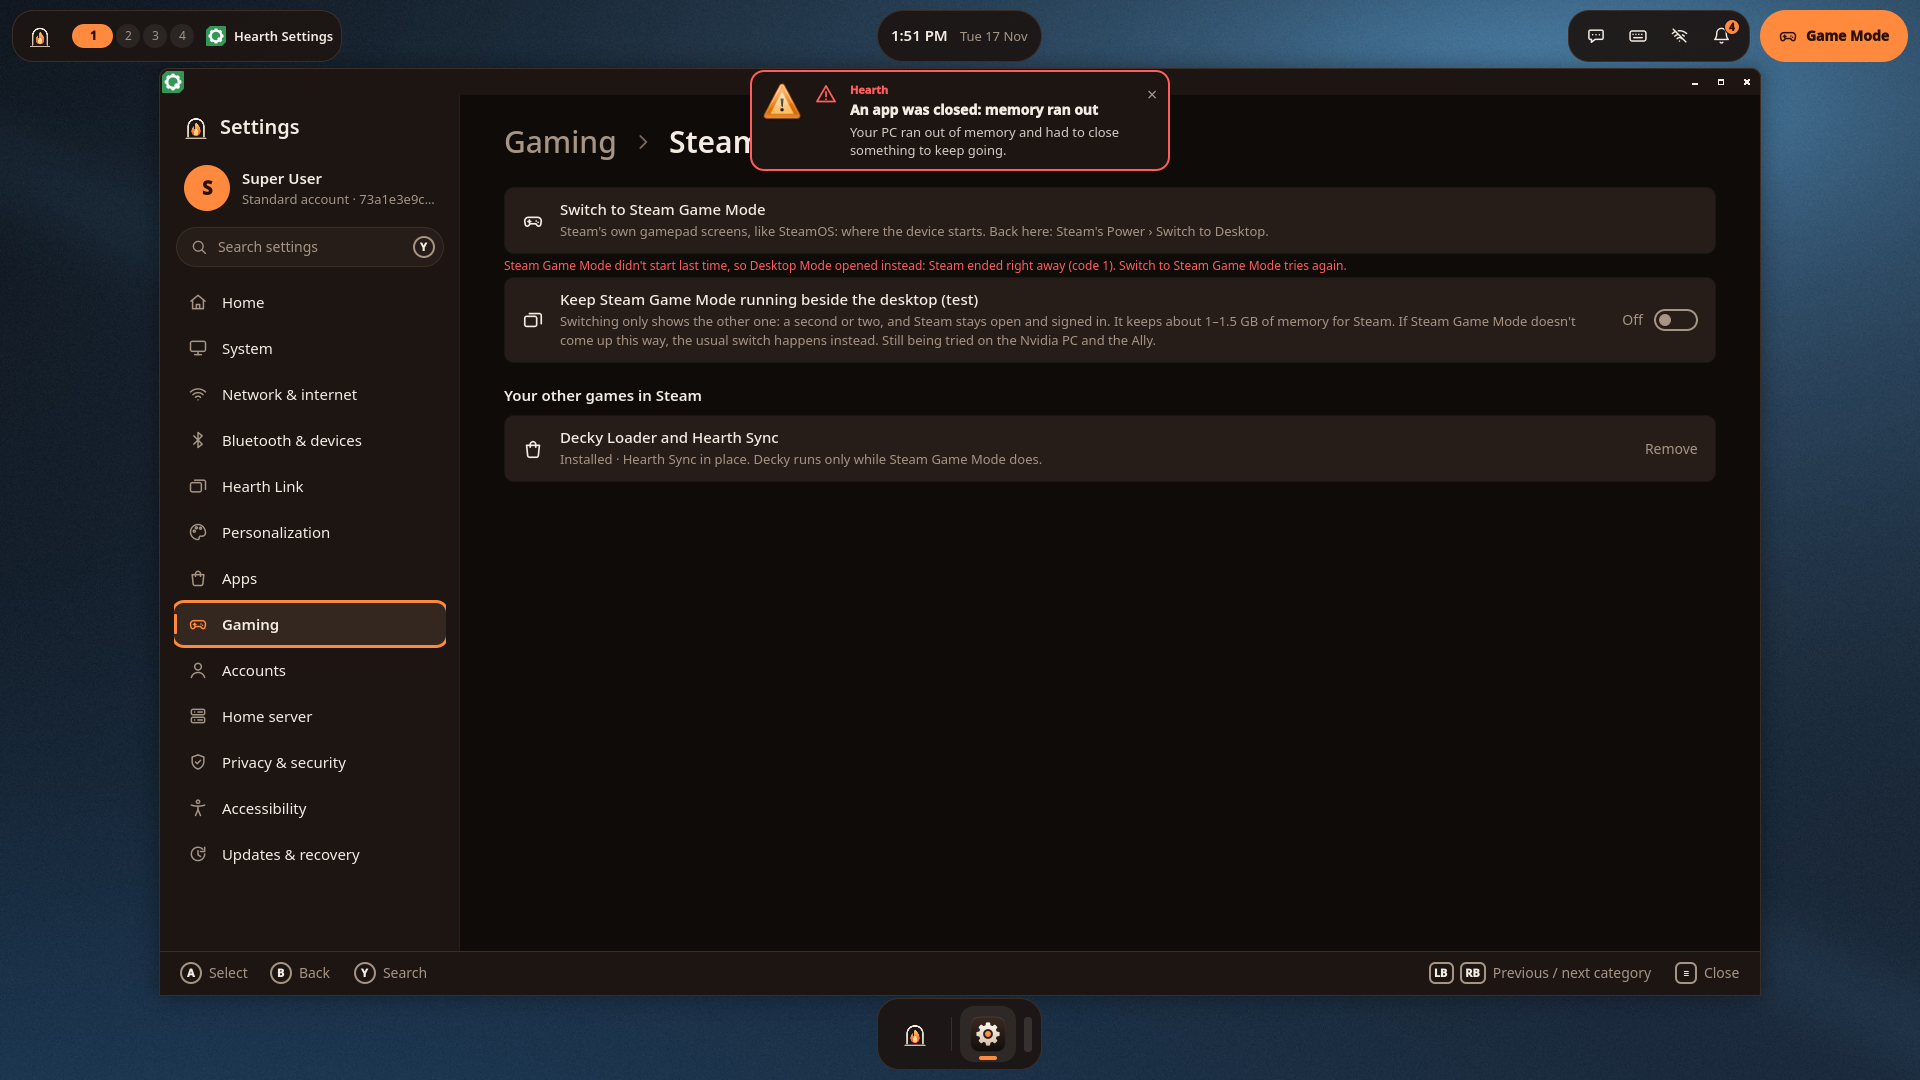 1 2 3 4 Hearth Settings
1:51 PM Tue 17 Nov
4
Game Mode
Hearth
An app was closed: memory ran out
Your PC ran out of memory and had to close
something to keep going.
Settings
S
Super User
Standard account · 73a1e3e9c...
Search settings Y
Home
System
Network & internet
Bluetooth & devices
Hearth Link
Personalization
Apps
Gaming
Accounts
Home server
Privacy & security
Accessibility
Updates & recovery
Gaming › Steam
Switch to Steam Game Mode
Steam's own gamepad screens, like SteamOS: where the device starts. Back here: Steam's Power › Switch to Desktop.
Steam Game Mode didn't start last time, so Desktop Mode opened instead: Steam ended right away (code 1). Switch to Steam Game Mode tries again.
Keep Steam Game Mode running beside the desktop (test)
Switching only shows the other one: a second or two, and Steam stays open and signed in. It keeps about 1–1.5 GB of memory for Steam. If Steam Game Mode doesn't
come up this way, the usual switch happens instead. Still being tried on the Nvidia PC and the Ally.
Off
Your other games in Steam
Decky Loader and Hearth Sync
Installed · Hearth Sync in place. Decky runs only while Steam Game Mode does.
Remove
A Select B Back Y Search
LB RB Previous / next category ≡ Close